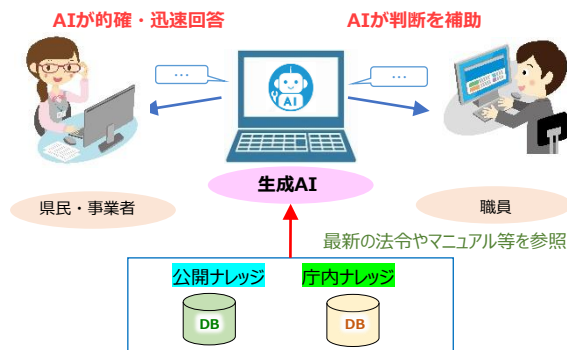 AIが的確・迅速回答
AIが判断を補助
…
…
AI
生成AI
県民・事業者
職員
最新の法令やマニュアル等を参照
公開ナレッジ
庁内ナレッジ
DB
DB